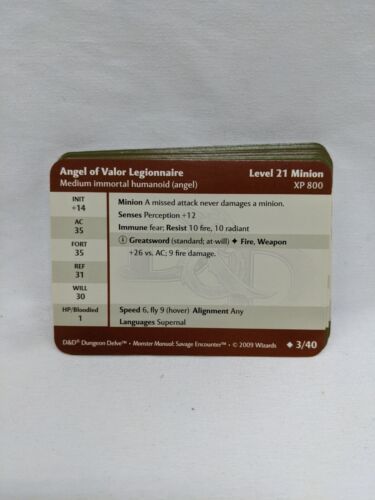 Angel of Valor Legionnaire Level 21 Minion
Medium immortal humanoid (angel) XP 800
INIT
+14
AC
35
FORT
35
REF
31
WILL
30
HP/Bloodied
1
Minion A missed attack never damages a minion.
Senses Perception +12
Immune fear; Resist 10 fire, 10 radiant
Greatsword (standard; at-will) ✦ Fire, Weapon
+26 vs. AC; 9 fire damage.
Speed 6, fly 9 (hover) Alignment Any
Languages Supernal
D&D® Dungeon Delve™ • Monster Manual: Savage Encounter™ • © 2009 Wizards ✦ 3/40
D&D